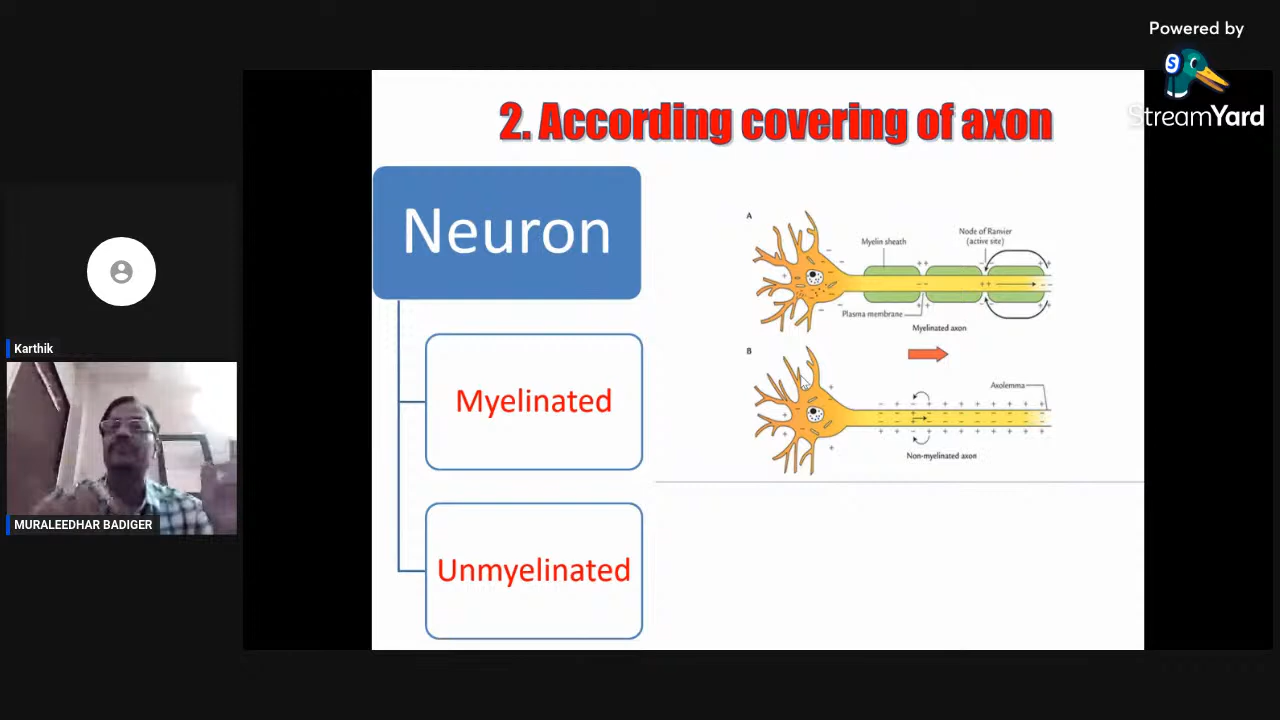 Powered by
S
StreamYard
2. According covering of axon
Neuron
Myelinated
Unmyelinated
A
Myelin sheath
Node of Ranvier
(active site)
Plasma membrane
Myelinated axon
B
Axolemma
Non-myelinated axon
Karthik
MURALEEDHAR BADIGER